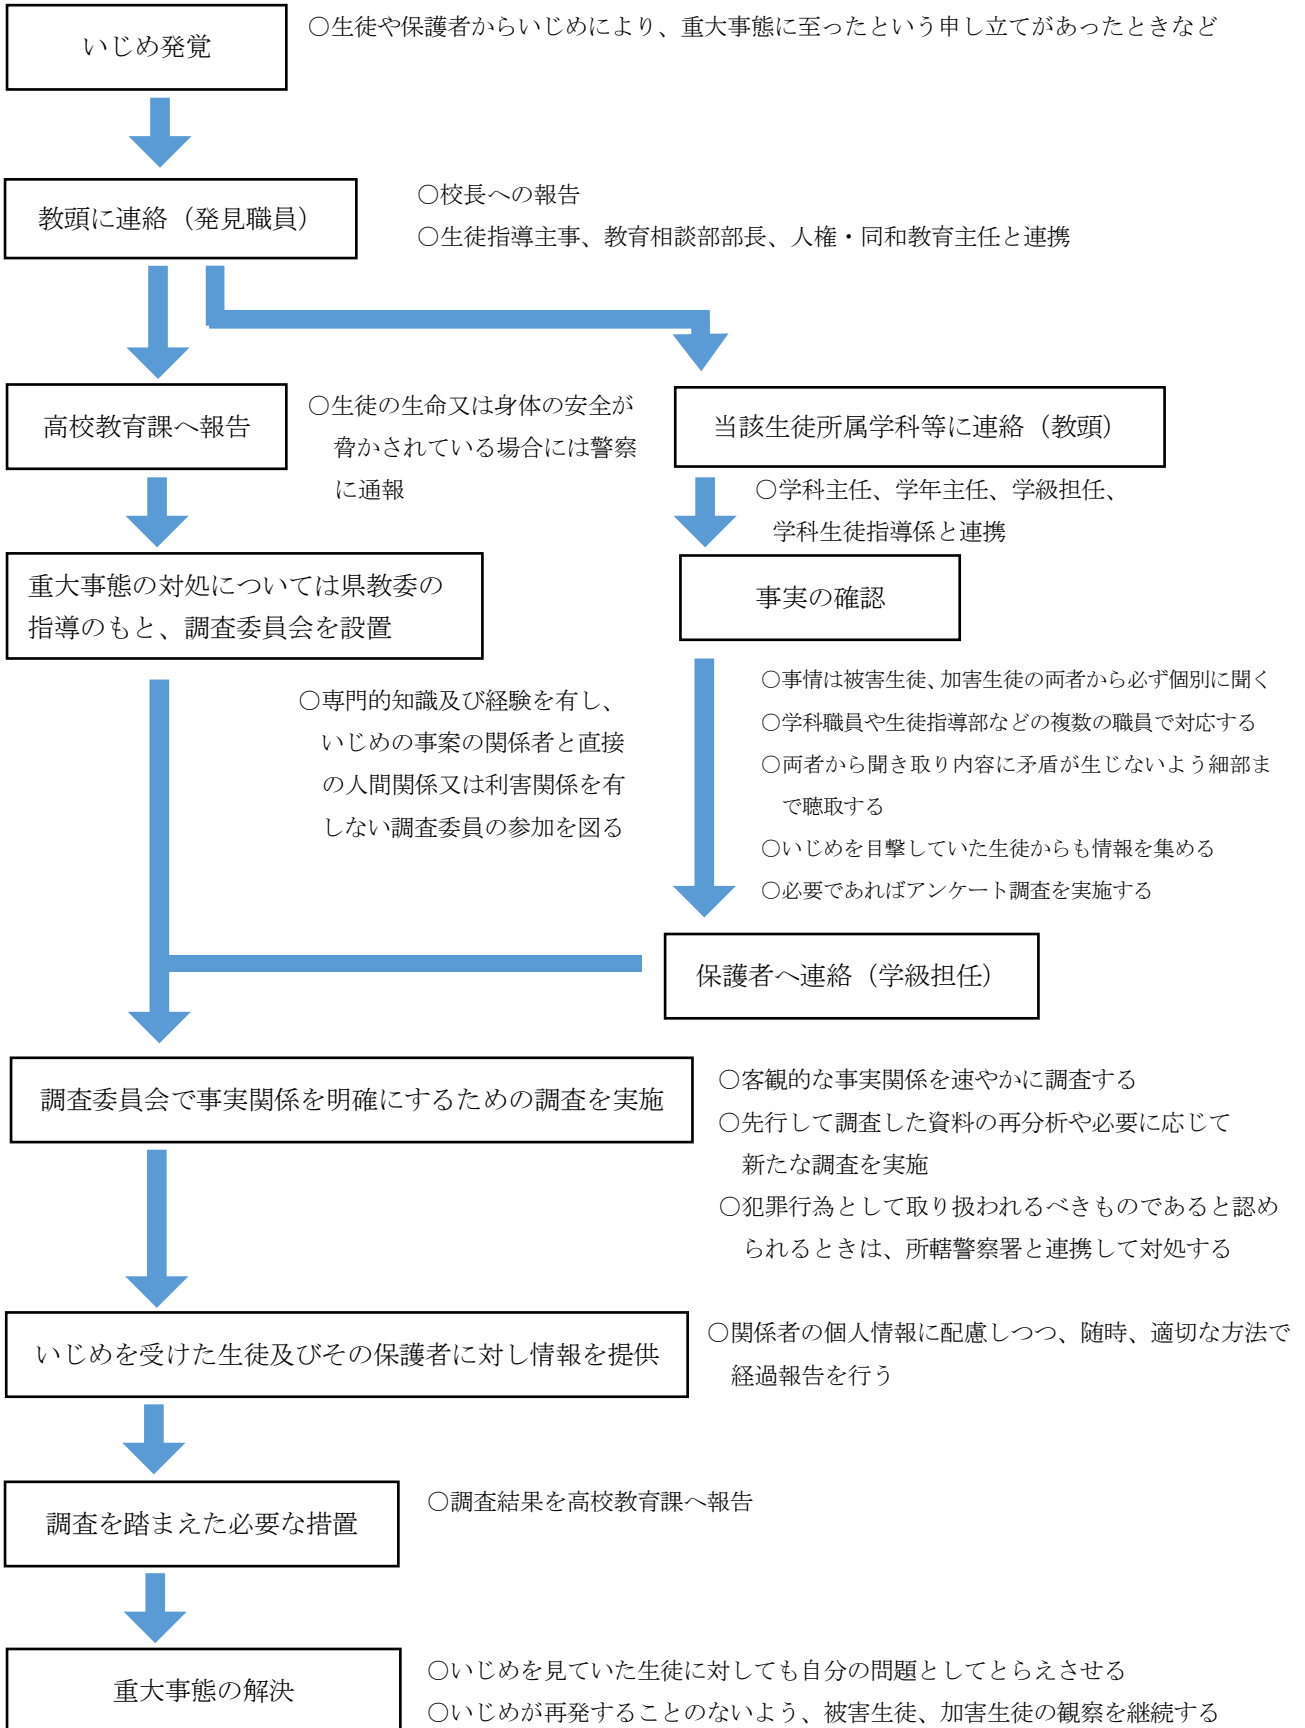 いじめ発覚
○生徒や保護者からいじめにより、重大事態に至ったという申し立てがあったときなど
教頭に連絡（発見職員）
○校長への報告
○生徒指導主事、教育相談部部長、人権・同和教育主任と連携
高校教育課へ報告
○生徒の生命又は身体の安全が
脅かされている場合には警察
に通報
当該生徒所属学科等に連絡（教頭）
○学科主任、学年主任、学級担任、
学科生徒指導係と連携
重大事態の対処については県教委の
指導のもと、調査委員会を設置
事実の確認
○専門的知識及び経験を有し、
いじめの事案の関係者と直接
の人間関係又は利害関係を有
しない調査委員の参加を図る
○事情は被害生徒、加害生徒の両者から必ず個別に聞く
○学科職員や生徒指導部などの複数の職員で対応する
○両者から聞き取り内容に矛盾が生じないよう細部ま
で聴取する
○いじめを目撃していた生徒からも情報を集める
○必要であればアンケート調査を実施する
保護者へ連絡（学級担任）
調査委員会で事実関係を明確にするための調査を実施
○客観的な事実関係を速やかに調査する
○先行して調査した資料の再分析や必要に応じて
新たな調査を実施
○犯罪行為として取り扱われるべきものであると認め
られるときは、所轄警察署と連携して対処する
いじめを受けた生徒及びその保護者に対し情報を提供
○関係者の個人情報に配慮しつつ、随時、適切な方法で
経過報告を行う
調査を踏まえた必要な措置
○調査結果を高校教育課へ報告
重大事態の解決
○いじめを見ていた生徒に対しても自分の問題としてとらえさせる
○いじめが再発することのないよう、被害生徒、加害生徒の観察を継続する